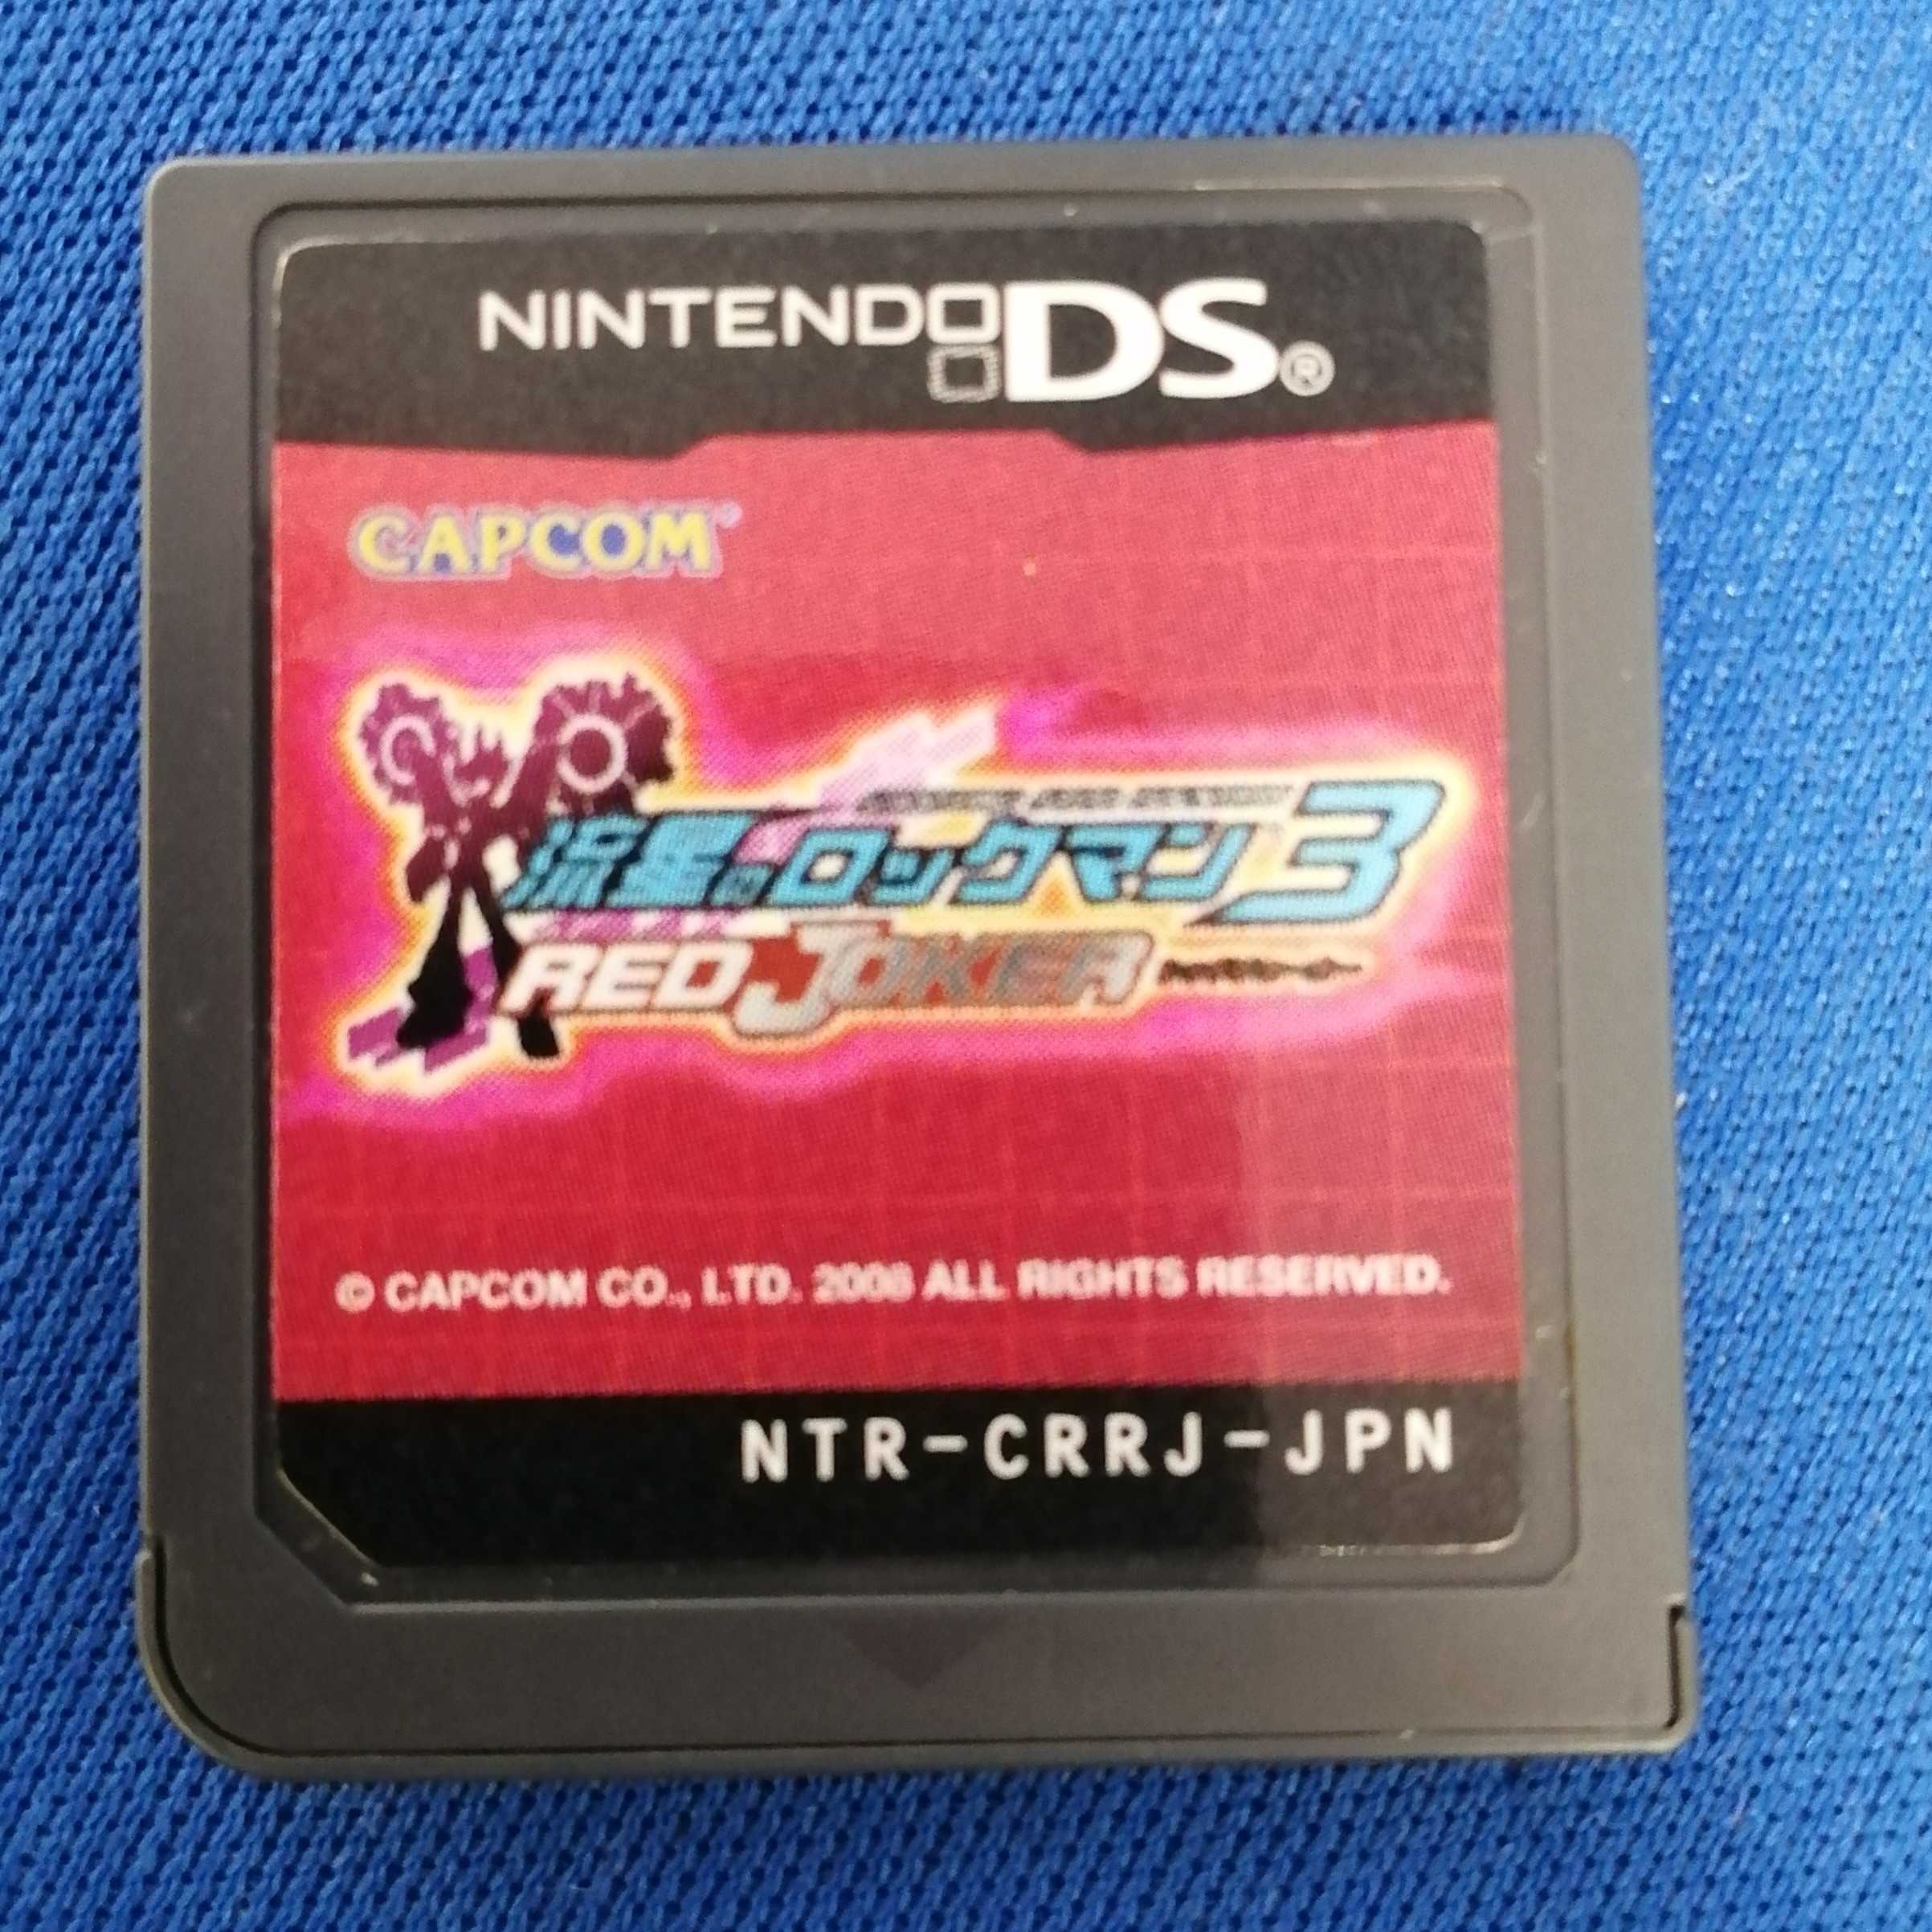 NINTENDO DS®
CAPCOM
流星のロックマン3
RED JOKER
© CAPCOM CO., LTD. 2008 ALL RIGHTS RESERVED.
NTR-CRRJ-JPN